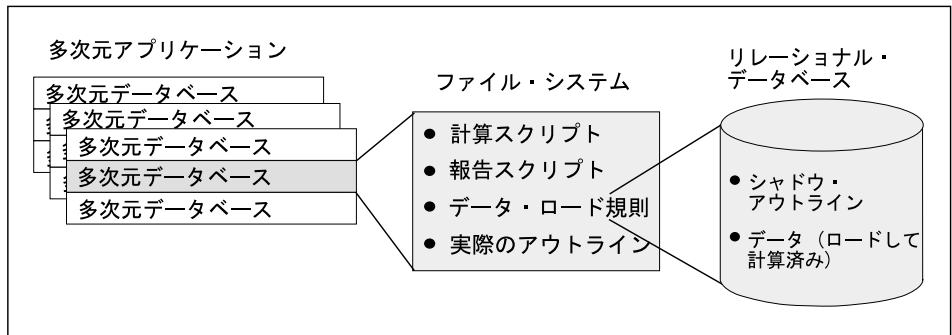 多次元アプリケーション
多次元データベース
多次元データベース
多次元データベース
多次元データベース
多次元データベース
ファイル・システム
● 計算スクリプト
● 報告スクリプト
● データ・ロード規則
● 実際のアウトライン
リレーショナル・
データベース
● シャドウ・
アウトライン
● データ（ロードして
計算済み）